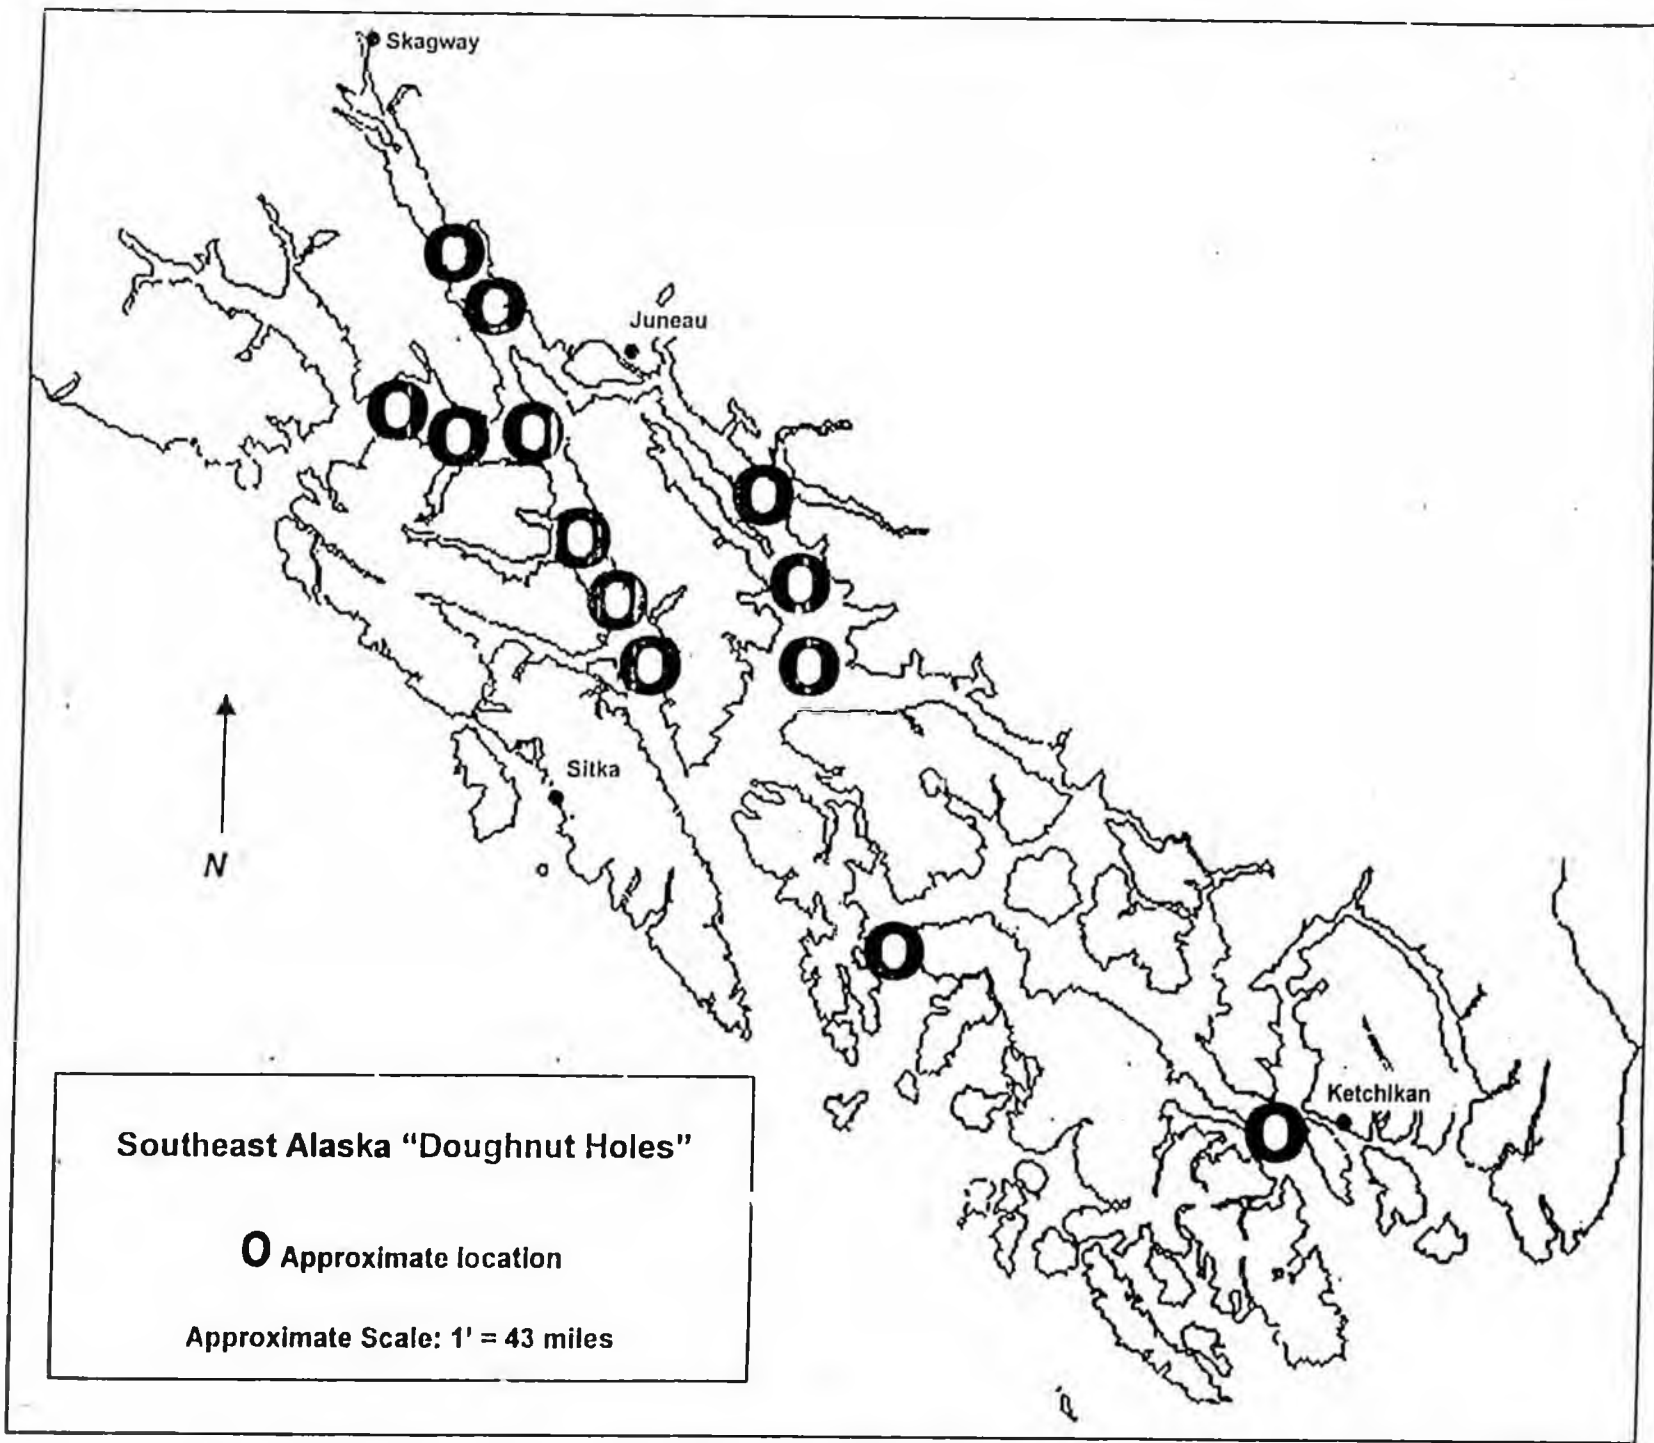 Skagway
Juneau
Sitka
N
Ketchikan
Southeast Alaska “Doughnut Holes”
O Approximate location
Approximate Scale: 1' = 43 miles